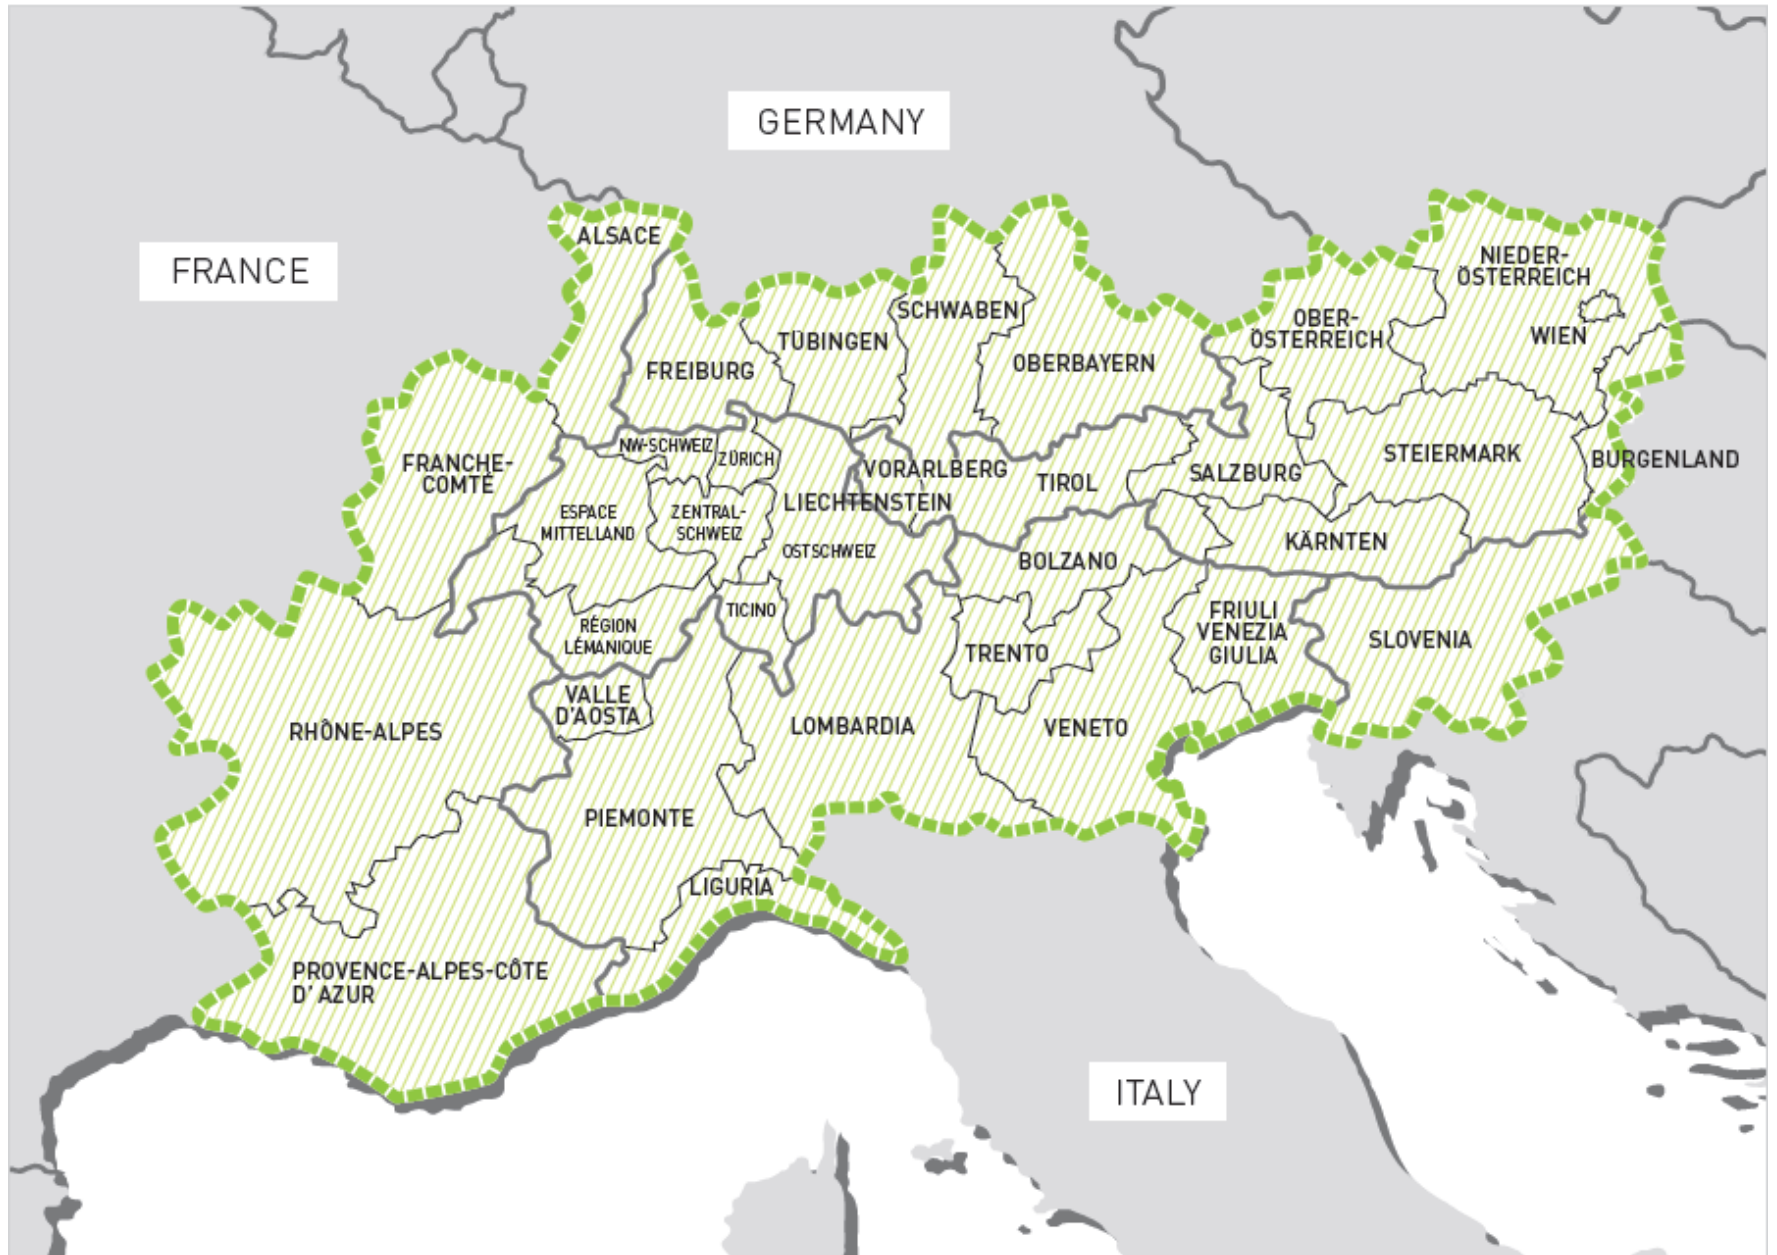 GERMANY
FRANCE
ALSACE
NIEDER-
ÖSTERREICH
SCHWABEN
OBER-
ÖSTERREICH
WIEN
TÜBINGEN
FREIBURG
OBERBAYERN
FRANCHE-
COMTÉ
NW-SCHWEIZ
ZÜRICH
VORARLBERG
TIROL
SALZBURG
STEIERMARK
BURGENLAND
LIECHTENSTEIN
ESPACE
MITTELLAND
ZENTRAL-
SCHWEIZ
OSTSCHWEIZ
BOLZANO
KÄRNTEN
TICINO
RÉGION
LÉMANIQUE
FRIULI
VENEZIA
GIULIA
SLOVENIA
TRENTO
VALLE
D'AOSTA
RHÔNE-ALPES
LOMBARDIA
VENETO
PIEMONTE
LIGURIA
PROVENCE-ALPES-CÔTE
D' AZUR
ITALY